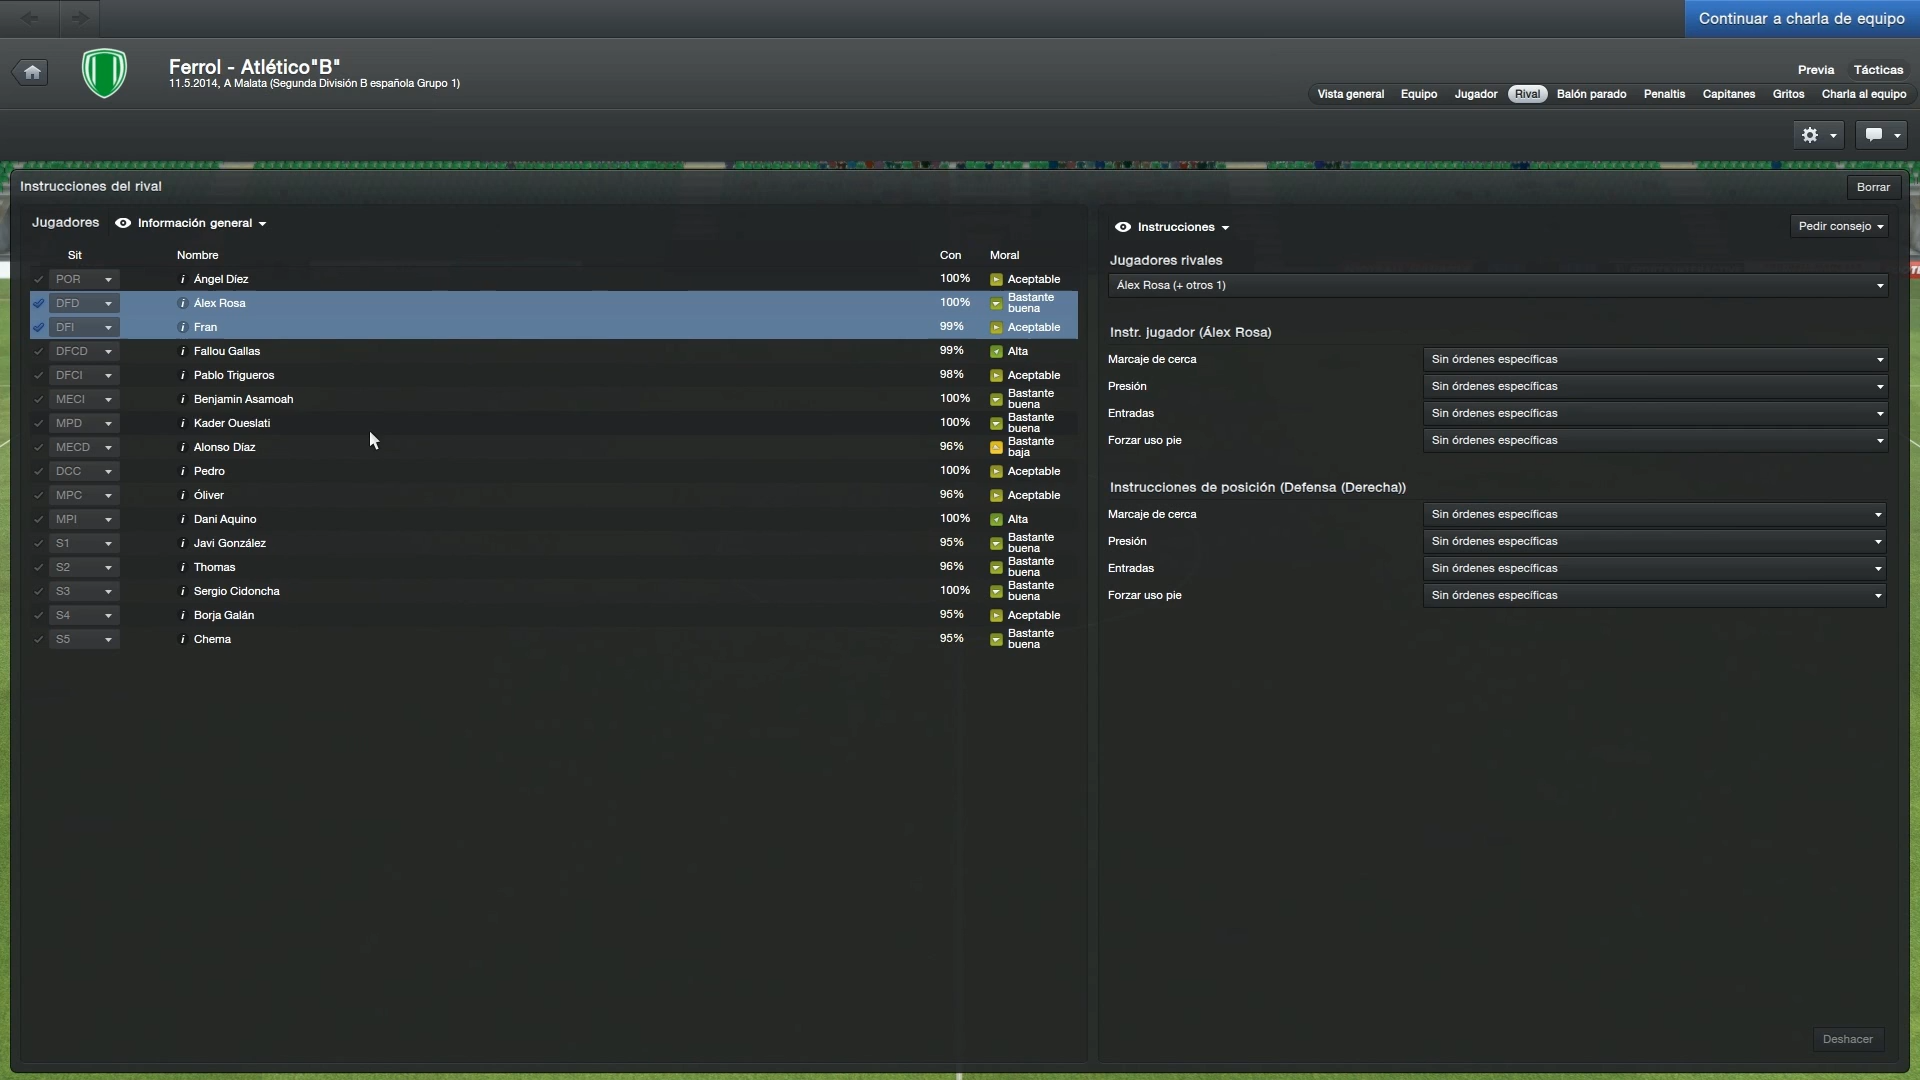 Continuar a charla de equipo
Ferrol - Atlético"B"
11.5.2014, A Malata (Segunda División B española Grupo 1)
Previa Tácticas
Vista general Equipo Jugador Rival Balón parado Penaltis Capitanes Gritos Charla al equipo
Instrucciones del rival
Borrar
Jugadores Información general
Sit Nombre Con Moral
POR i Ángel Díez 100% Aceptable
DFD i Álex Rosa 100% Bastante buena
DFI i Fran 99% Aceptable
DFCD i Fallou Gallas 99% Alta
DFCI i Pablo Trigueros 98% Aceptable
MECI i Benjamin Asamoah 100% Bastante buena
MPD i Kader Oueslati 100% Bastante buena
MECD i Alonso Díaz 96% Bastante baja
DCC i Pedro 100% Aceptable
MPC i Óliver 96% Aceptable
MPI i Dani Aquino 100% Alta
S1 i Javi González 95% Bastante buena
S2 i Thomas 96% Bastante buena
S3 i Sergio Cidoncha 100% Bastante buena
S4 i Borja Galán 95% Aceptable
S5 i Chema 95% Bastante buena
Instrucciones
Pedir consejo
Jugadores rivales
Álex Rosa (+ otros 1)
Instr. jugador (Álex Rosa)
Marcaje de cerca Sin órdenes específicas
Presión Sin órdenes específicas
Entradas Sin órdenes específicas
Forzar uso pie Sin órdenes específicas
Instrucciones de posición (Defensa (Derecha))
Marcaje de cerca Sin órdenes específicas
Presión Sin órdenes específicas
Entradas Sin órdenes específicas
Forzar uso pie Sin órdenes específicas
Deshacer